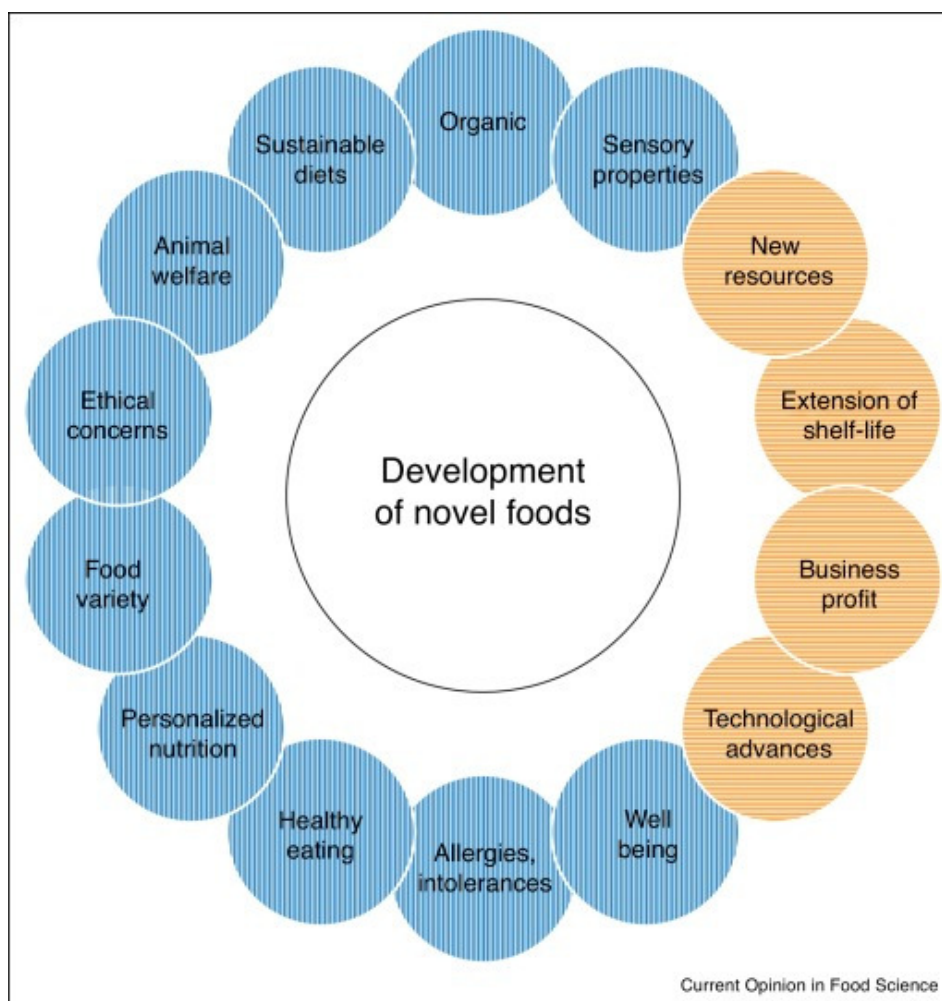 Organic
Sensory
properties
New
resources
Extension of
shelf-life
Business
profit
Technological
advances
Well
being
Allergies,
intolerances
Healthy
eating
Personalized
nutrition
Food
variety
Ethical
concerns
Animal
welfare
Sustainable
diets
Development
of novel foods
Current Opinion in Food Science